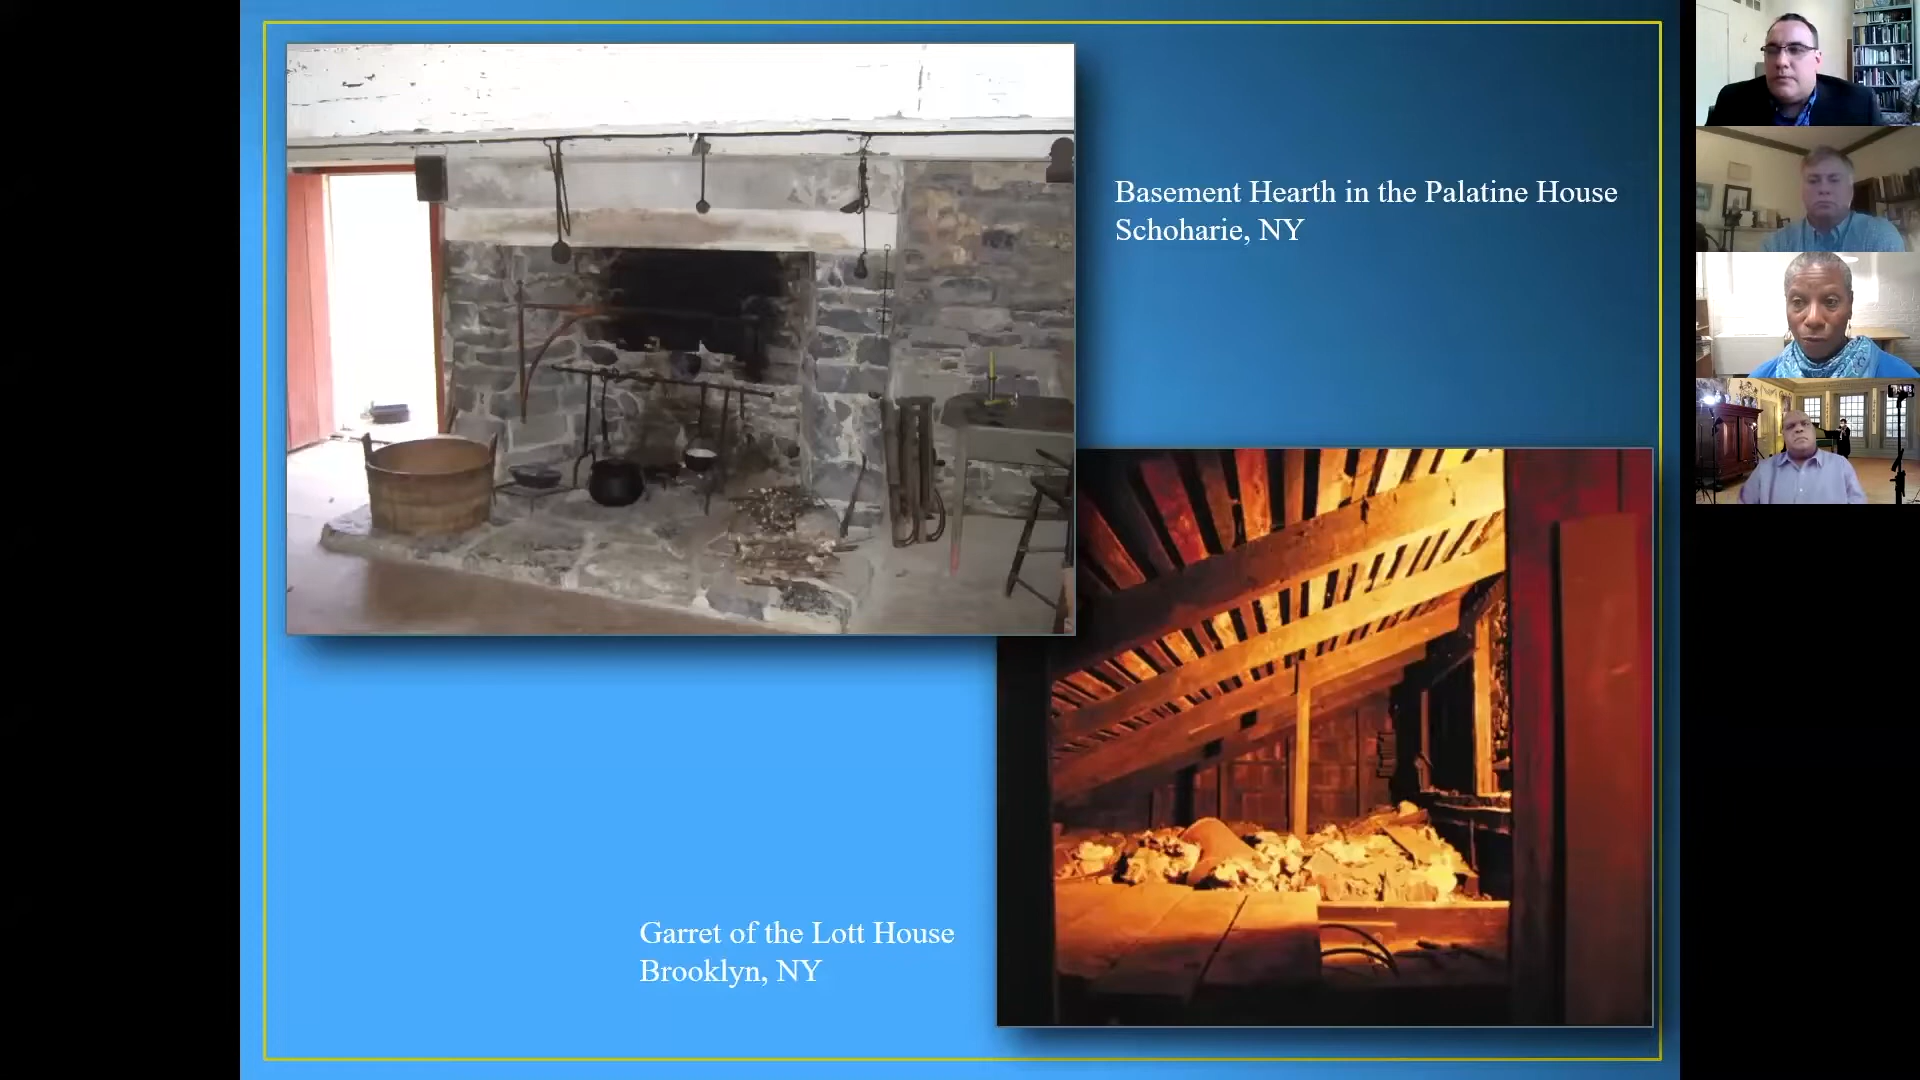 Basement Hearth in the Palatine House
Schoharie, NY
Garret of the Lott House
Brooklyn, NY